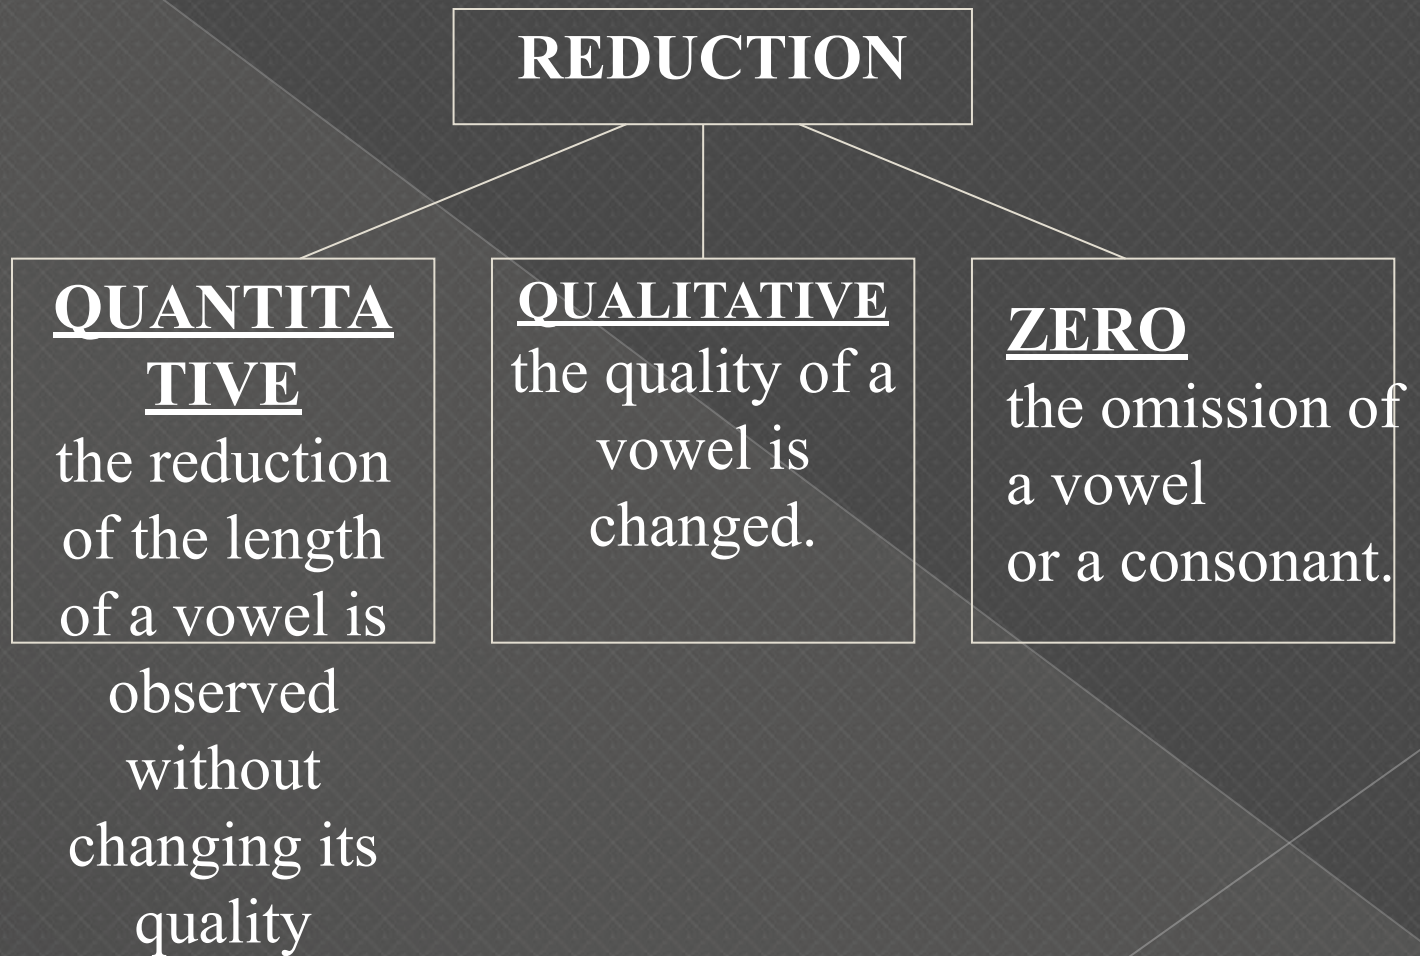 REDUCTION
QUANTITA
TIVE
the reduction
of the length
of a vowel is
observed
without
changing its
quality
QUALITATIVE
the quality of a
vowel is
changed.
ZERO
the omission of
a vowel
or a consonant.